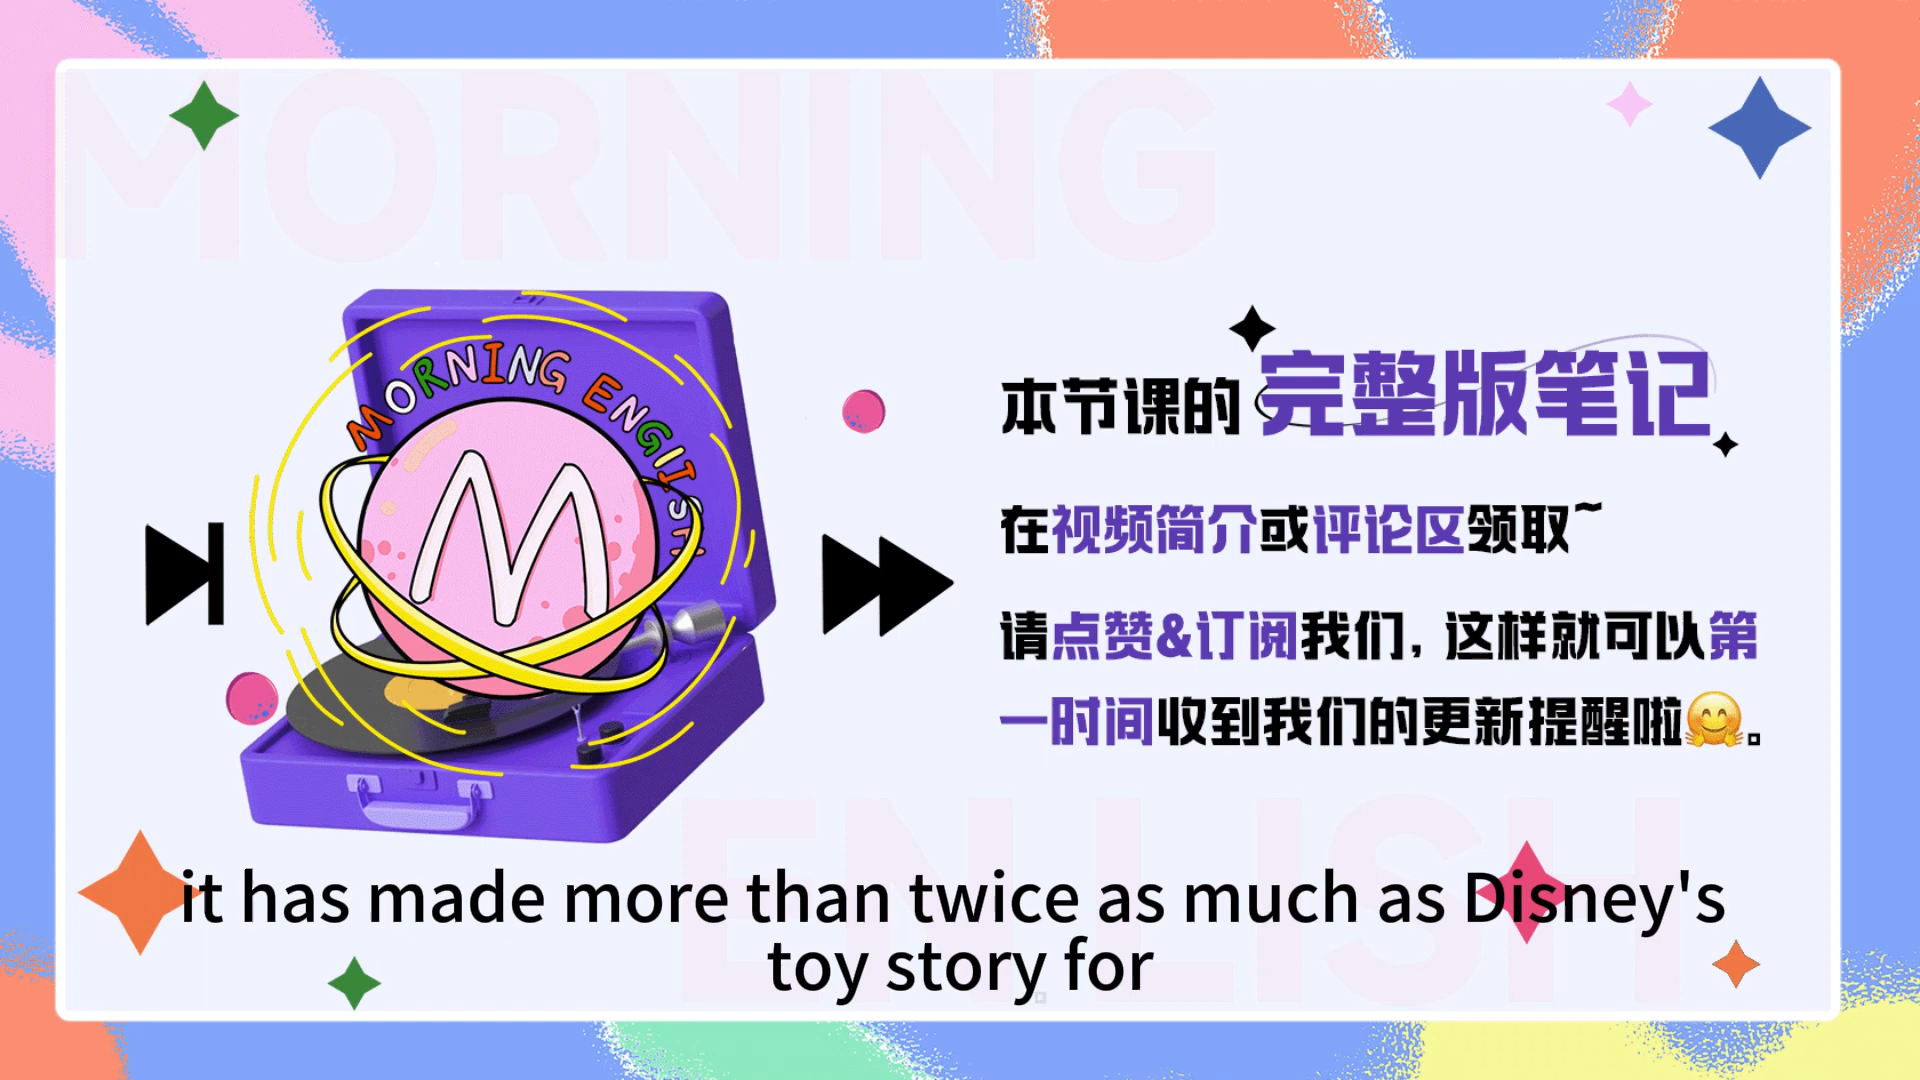 MORNING
MORNING ENGLISH
M
本节课的 完整版笔记
在视频简介或评论区领取~
请点赞&订阅我们，这样就可以第
一时间收到我们的更新提醒啦🤗。
EN LISH
it has made more than twice as much as Disney's
toy story for